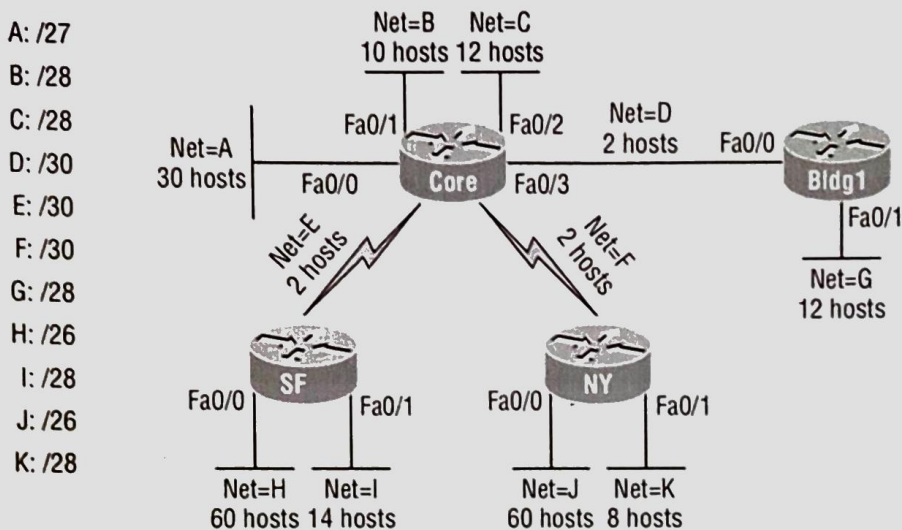 A: /27
B: /28
C: /28
D: /30
E: /30
F: /30
G: /28
H: /26
I: /28
J: /26
K: /28
Net=B
10 hosts
Net=C
12 hosts
Fa0/1
Fa0/2
Net=D
2 hosts
Fa0/0
Net=A
30 hosts
Fa0/0
Core
Fa0/3
Bldg1
Fa0/1
Net=G
12 hosts
Net=E
2 hosts
Net=F
2 hosts
SF
Fa0/0
Fa0/1
Net=H
60 hosts
Net=I
14 hosts
NY
Fa0/0
Fa0/1
Net=J
60 hosts
Net=K
8 hosts